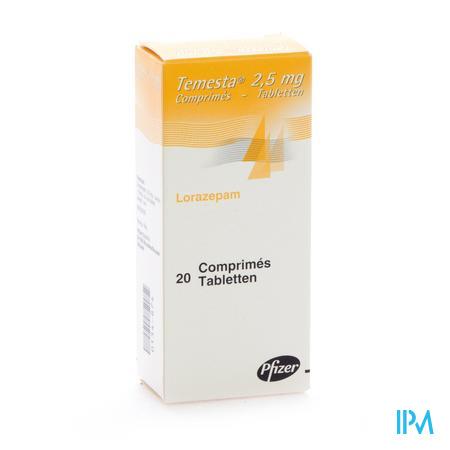 Temesta® 2,5 mg
Comprimés - Tabletten
Lorazepam
20 Comprimés
Tabletten
Pfizer
IPM